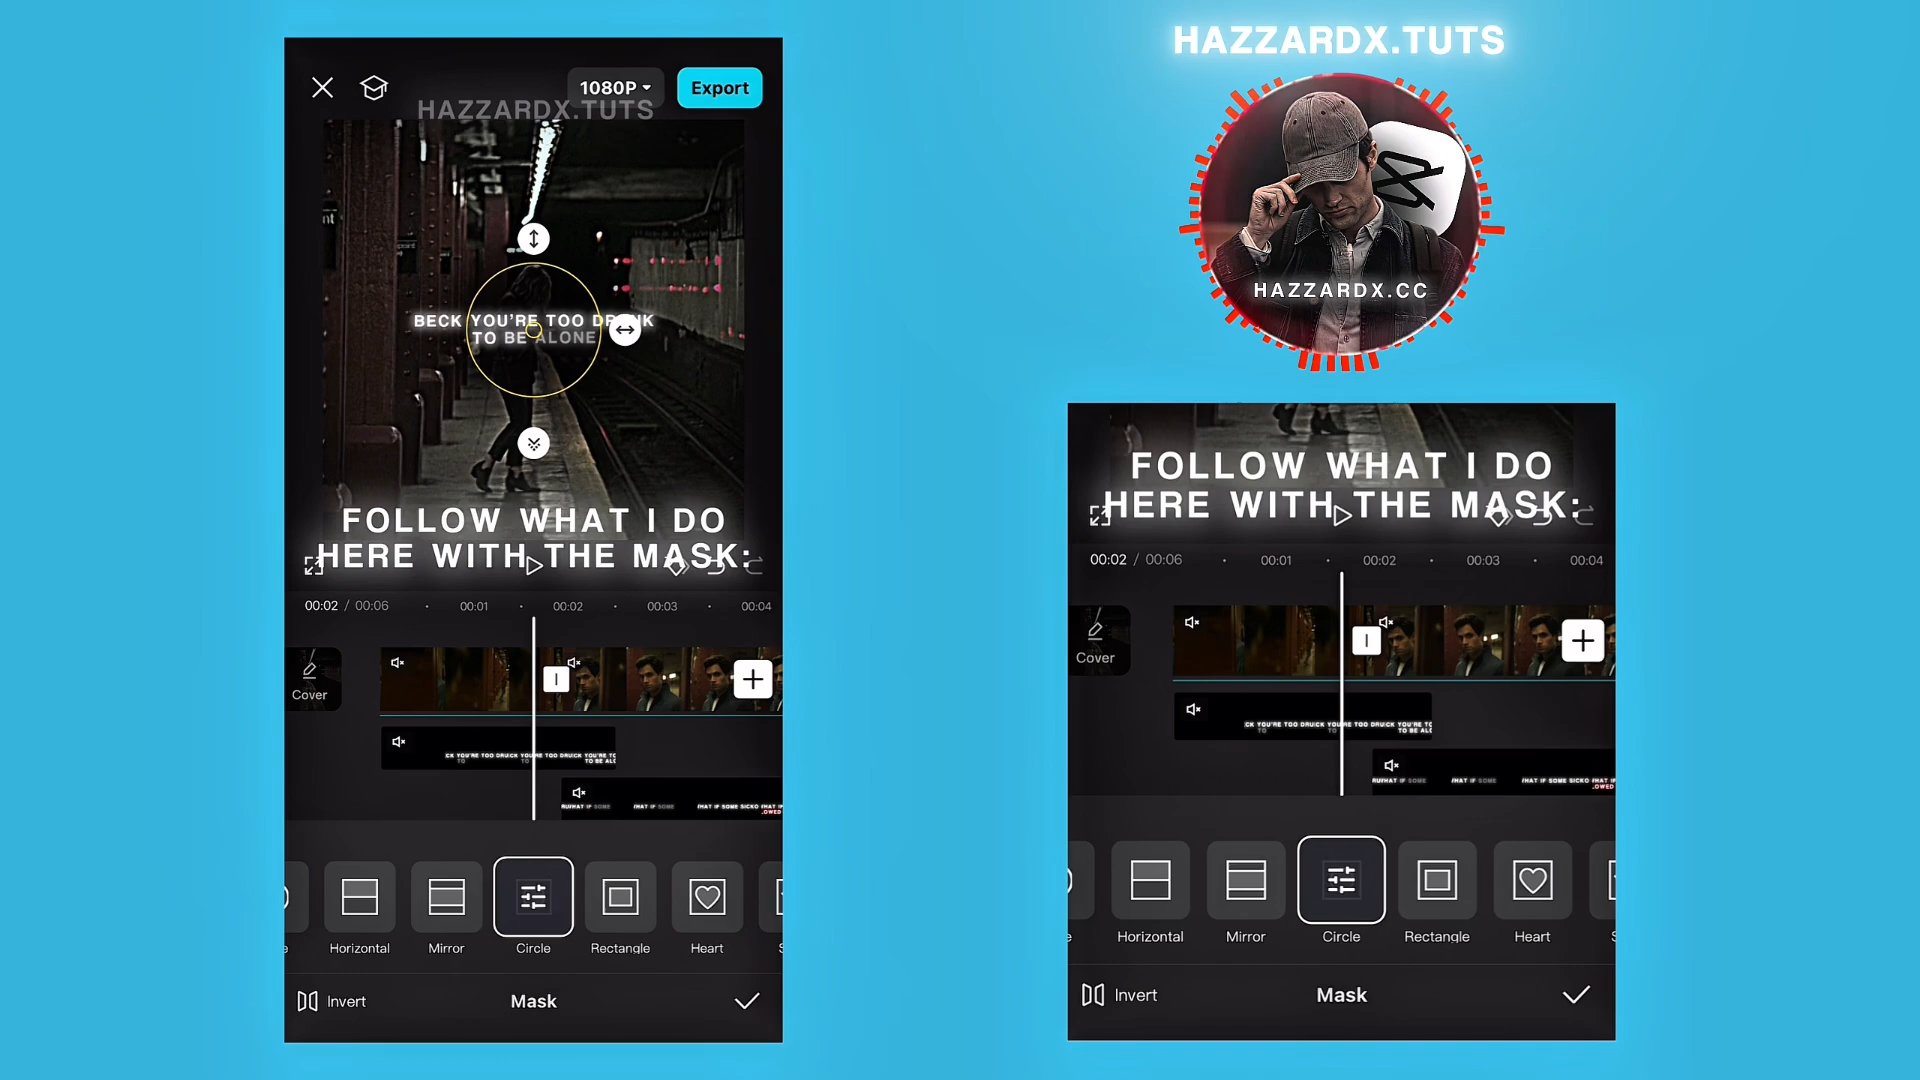 1080P
Export
HAZZARDX.TUTS
BECK YOU'RE TOO DRUNK
TO BE ALONE
FOLLOW WHAT I DO
HERE WITH THE MASK:
00:02 / 00:06
00:01
00:02
00:03
00:04
Cover
Horizontal
Mirror
Circle
Rectangle
Heart
Invert
Mask
HAZZARDX.TUTS
HAZZARDX.CC
FOLLOW WHAT I DO
HERE WITH THE MASK:
00:02 / 00:06
00:01
00:02
00:03
00:04
Cover
Horizontal
Mirror
Circle
Rectangle
Heart
Invert
Mask